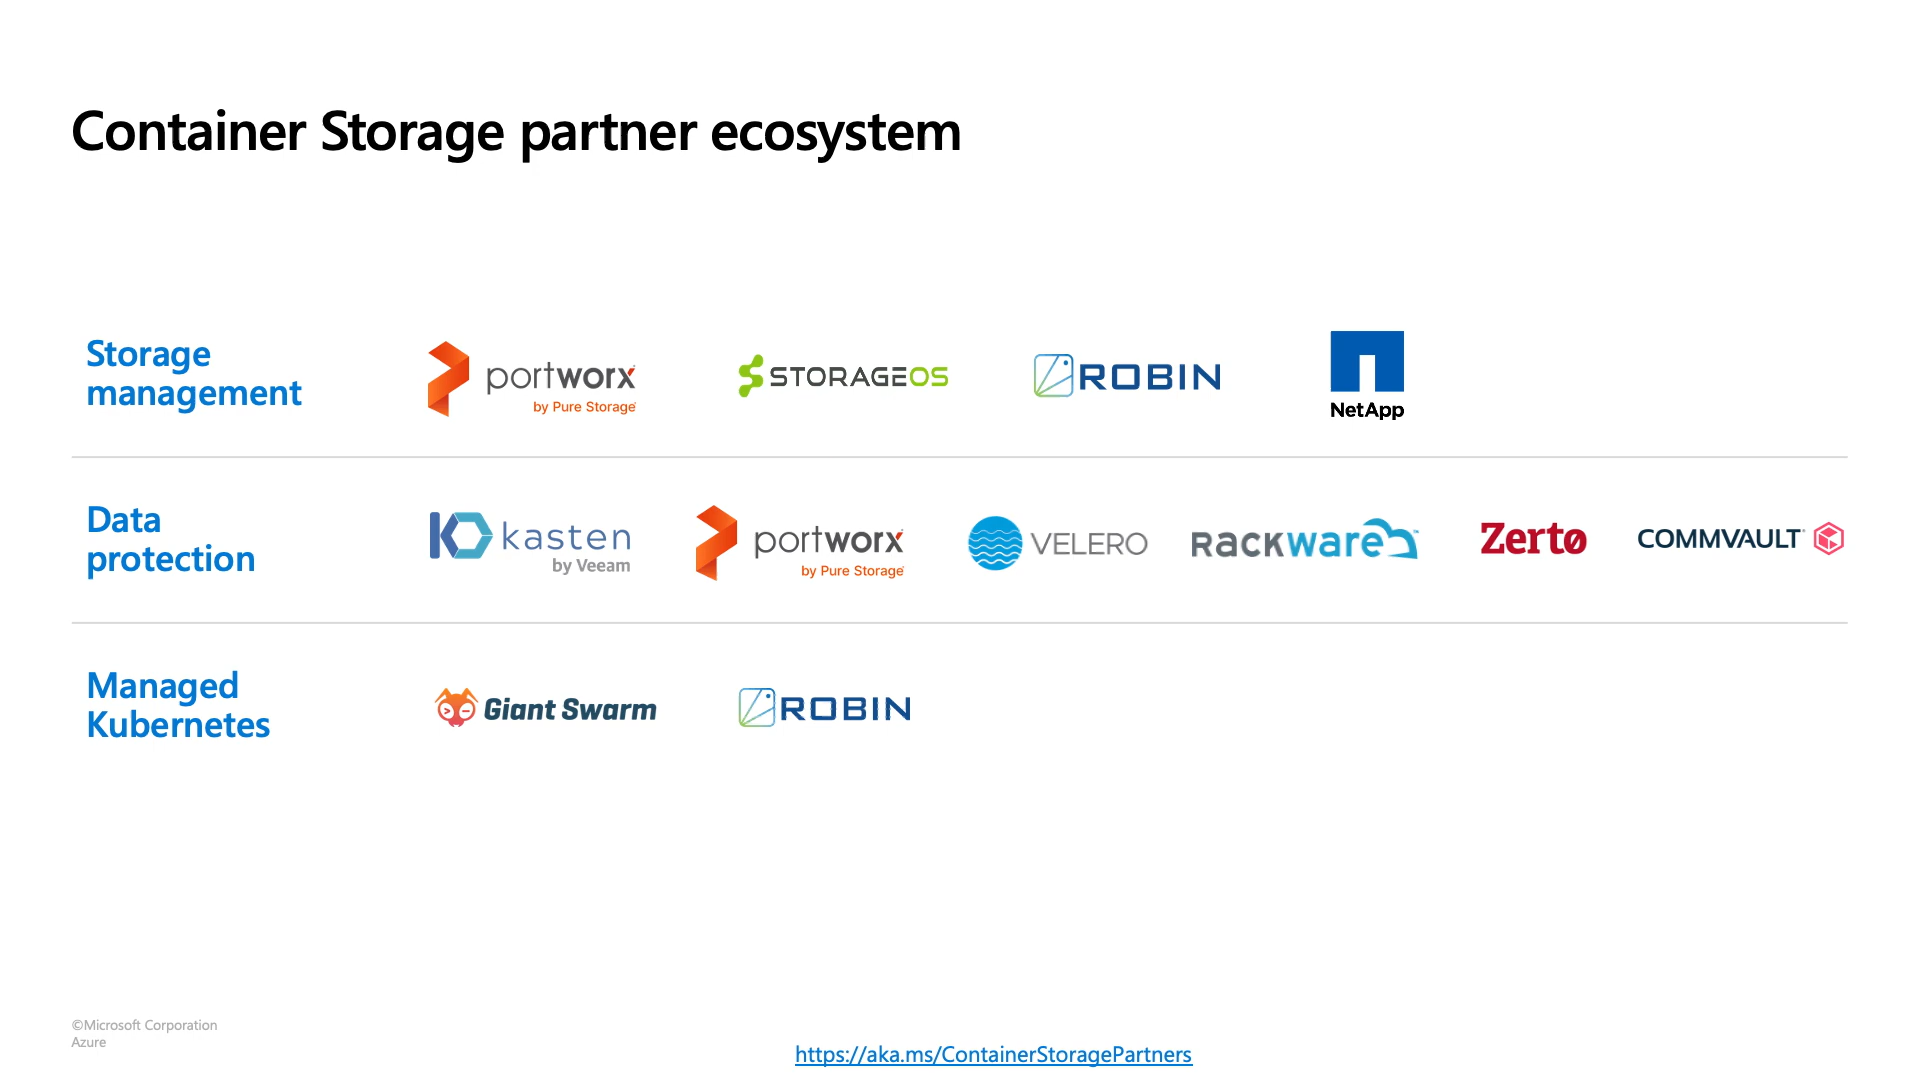 Container Storage partner ecosystem
Storage
management
portworx
by Pure Storage
STORAGEOS
ROBIN
NetApp
Data
protection
kasten
by Veeam
portworx
by Pure Storage
VELERO
RACKWARE
Zerto
COMMVAULT
Managed
Kubernetes
Giant Swarm
ROBIN
©Microsoft Corporation
Azure
https://aka.ms/ContainerStoragePartners